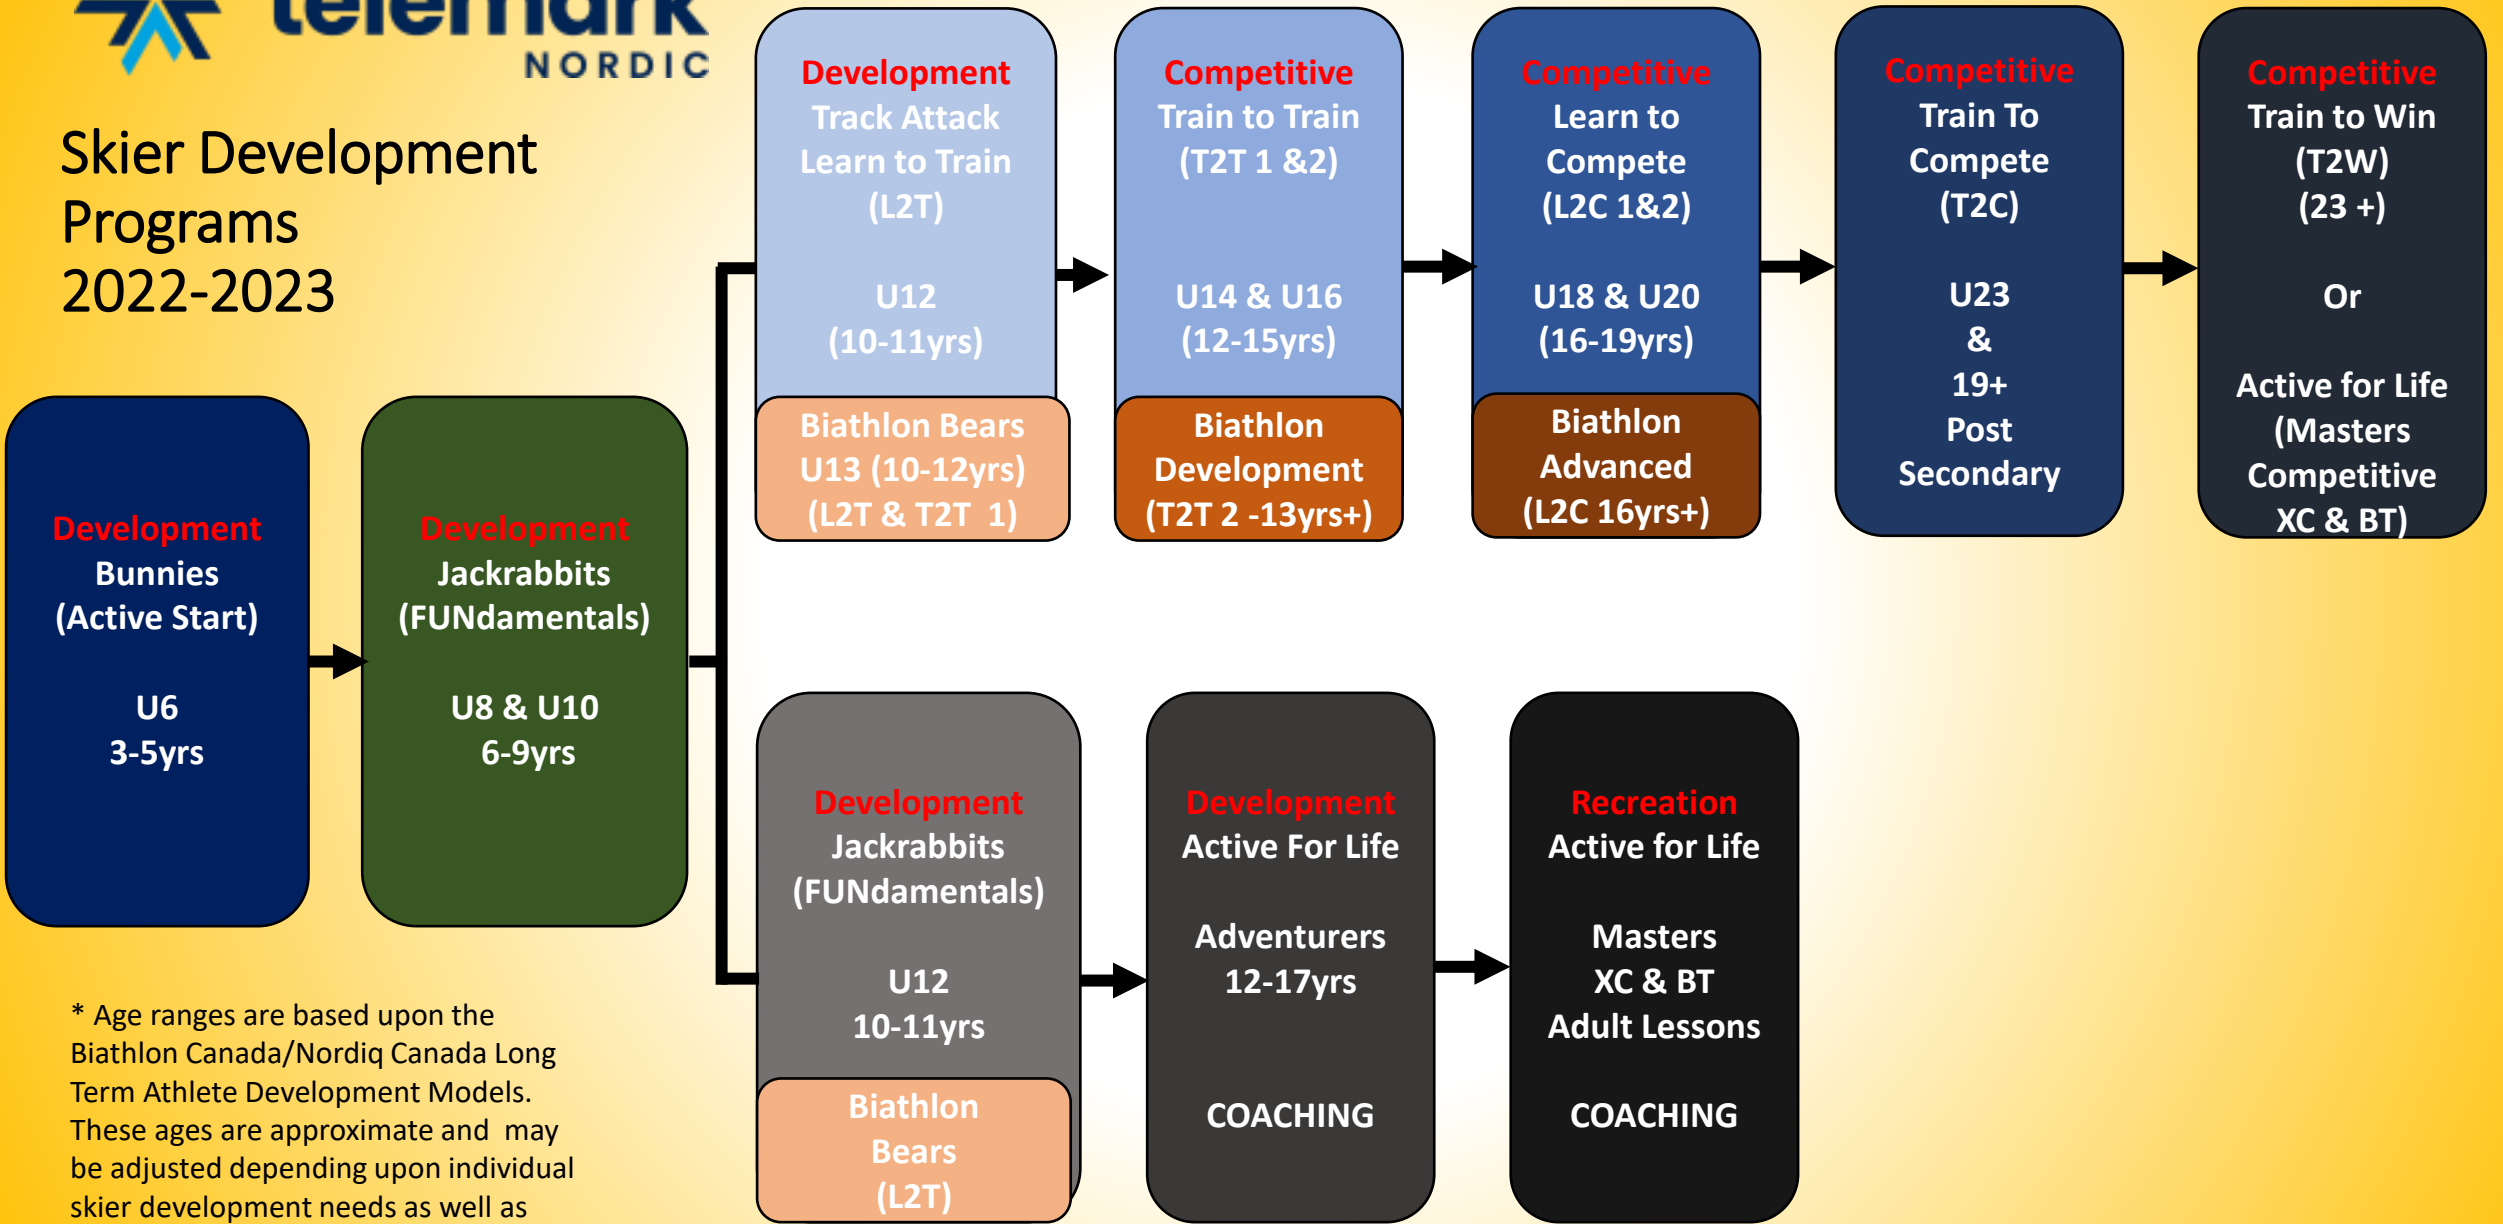 telemark
NORDIC
Skier Development
Programs
2022-2023
Development
Bunnies
(Active Start)
U6
3-5yrs
Development
Jackrabbits
(FUNdamentals)
U8 & U10
6-9yrs
Development
Track Attack
Learn to Train
(L2T)
U12
(10-11yrs)
Biathlon Bears
U13 (10-12yrs)
(L2T & T2T 1)
Competitive
Train to Train
(T2T 1 &2)
U14 & U16
(12-15yrs)
Biathlon
Development
(T2T 2 -13yrs+)
Competitive
Learn to
Compete
(L2C 1&2)
U18 & U20
(16-19yrs)
Biathlon
Advanced
(L2C 16yrs+)
Competitive
Train To
Compete
(T2C)
U23
&
19+
Post
Secondary
Competitive
Train to Win
(T2W)
(23 +)
Or
Active for Life
(Masters
Competitive
XC & BT)
Development
Jackrabbits
(FUNdamentals)
U12
10-11yrs
Biathlon
Bears
(L2T)
Development
Active For Life
Adventurers
12-17yrs
COACHING
Recreation
Active for Life
Masters
XC & BT
Adult Lessons
COACHING
* Age ranges are based upon the
Biathlon Canada/Nordiq Canada Long
Term Athlete Development Models.
These ages are approximate and may
be adjusted depending upon individual
skier development needs as well as